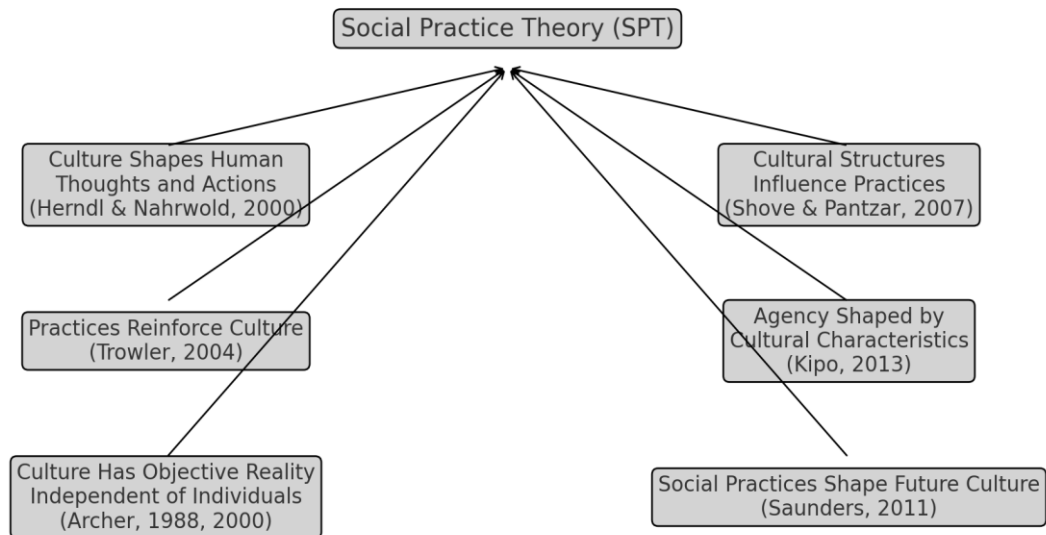 Social Practice Theory (SPT)
Culture Shapes Human
Thoughts and Actions
(Herndl & Nahrwold, 2000)
Cultural Structures
Influence Practices
(Shove & Pantzar, 2007)
Practices Reinforce Culture
(Trowler, 2004)
Agency Shaped by
Cultural Characteristics
(Kipo, 2013)
Culture Has Objective Reality
Independent of Individuals
(Archer, 1988, 2000)
Social Practices Shape Future Culture
(Saunders, 2011)